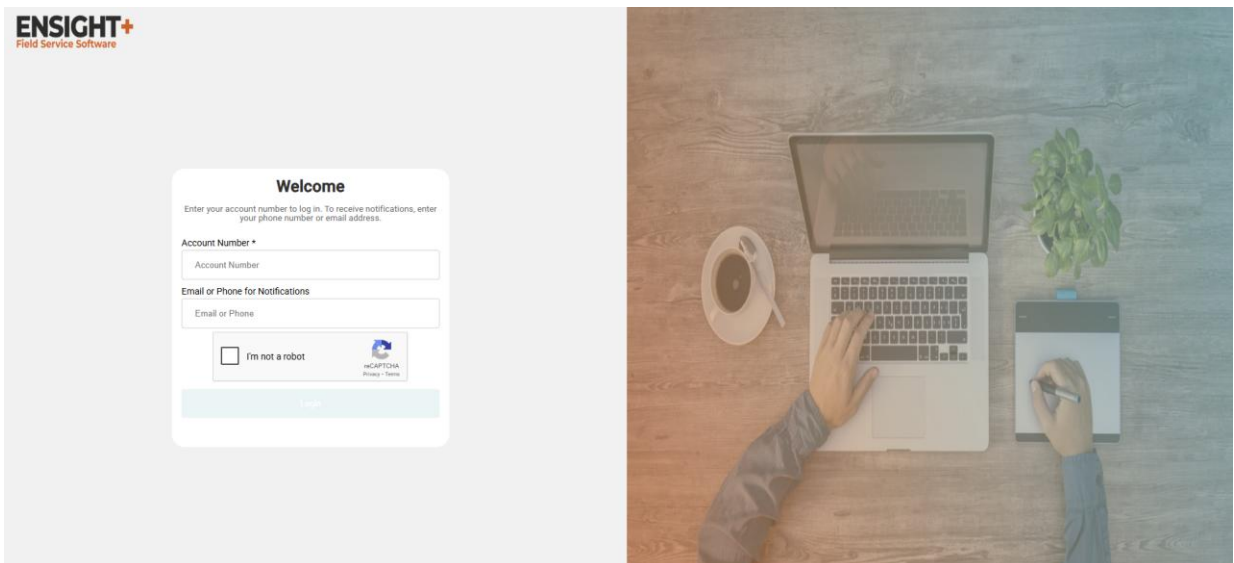 ENSIGHT+
Field Service Software
Welcome
Enter your account number to log in. To receive notifications, enter
your phone number or email address.
Account Number *
Account Number
Email or Phone for Notifications
Email or Phone
I'm not a robot
reCAPTCHA
Privacy - Terms
Login